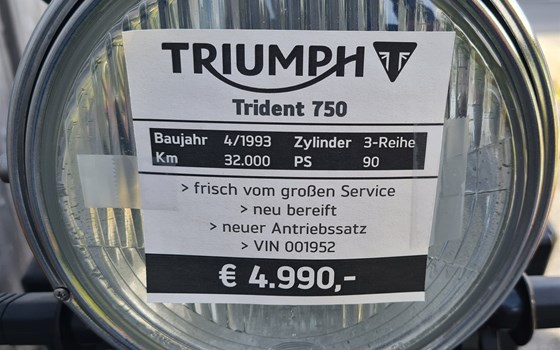 TRIUMPH
Trident 750
Baujahr 4/1993 Zylinder 3-Reihe
Km 32.000 PS 90
> frisch vom großen Service
> neu bereift
> neuer Antriebssatz
> VIN 001952
€ 4.990,-